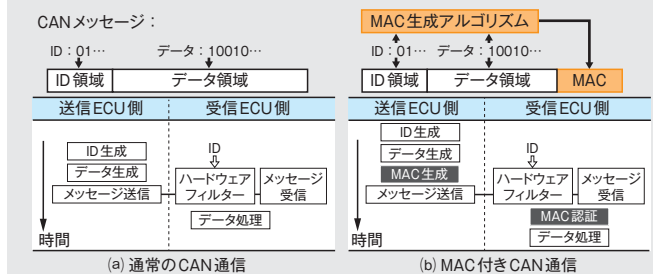 CANメッセージ：
ID：01… データ：10010…
ID領域 データ領域
送信ECU側 受信ECU側
ID生成
データ生成
メッセージ送信
ID
ハードウェア
フィルター
メッセージ
受信
データ処理
時間
(a) 通常のCAN通信
MAC生成アルゴリズム
ID：01… データ：10010…
ID領域 データ領域 MAC
送信ECU側 受信ECU側
ID生成
データ生成
MAC生成
メッセージ送信
ID
ハードウェア
フィルター
メッセージ
受信
MAC認証
データ処理
時間
(b) MAC付きCAN通信